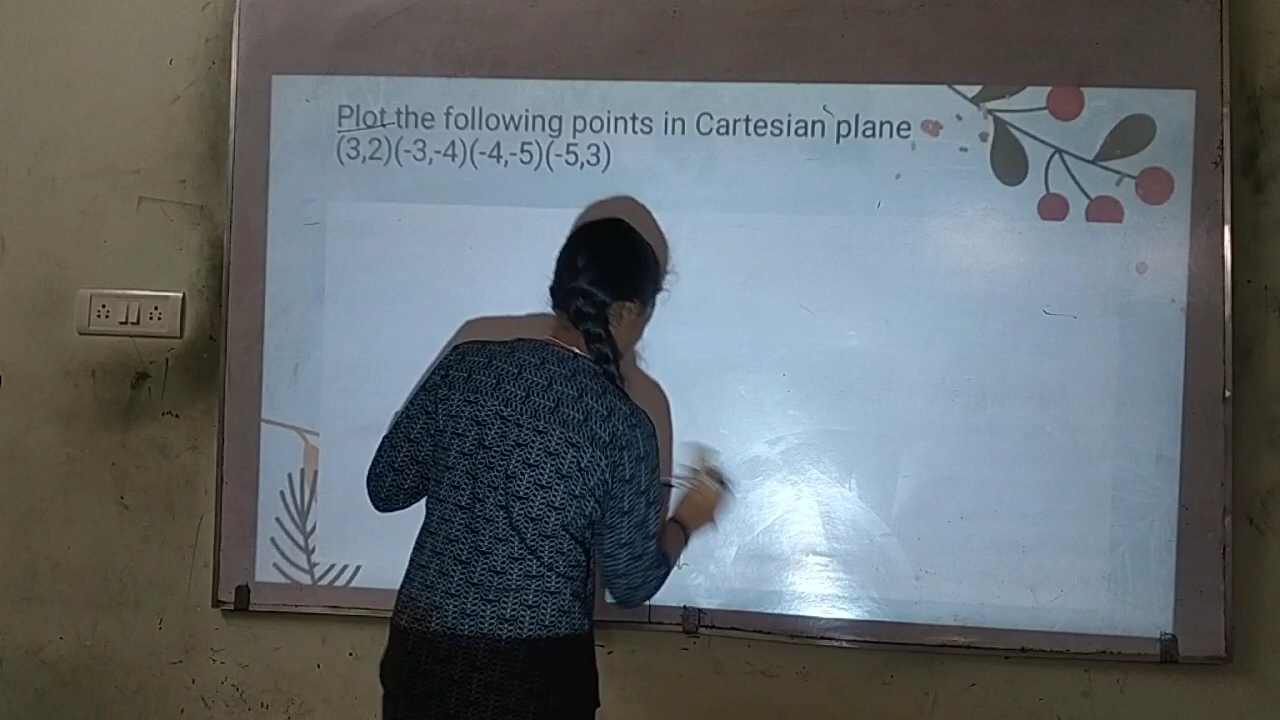 Plot the following points in Cartesian plane
(3,2)(-3,-4)(-4,-5)(-5,3)